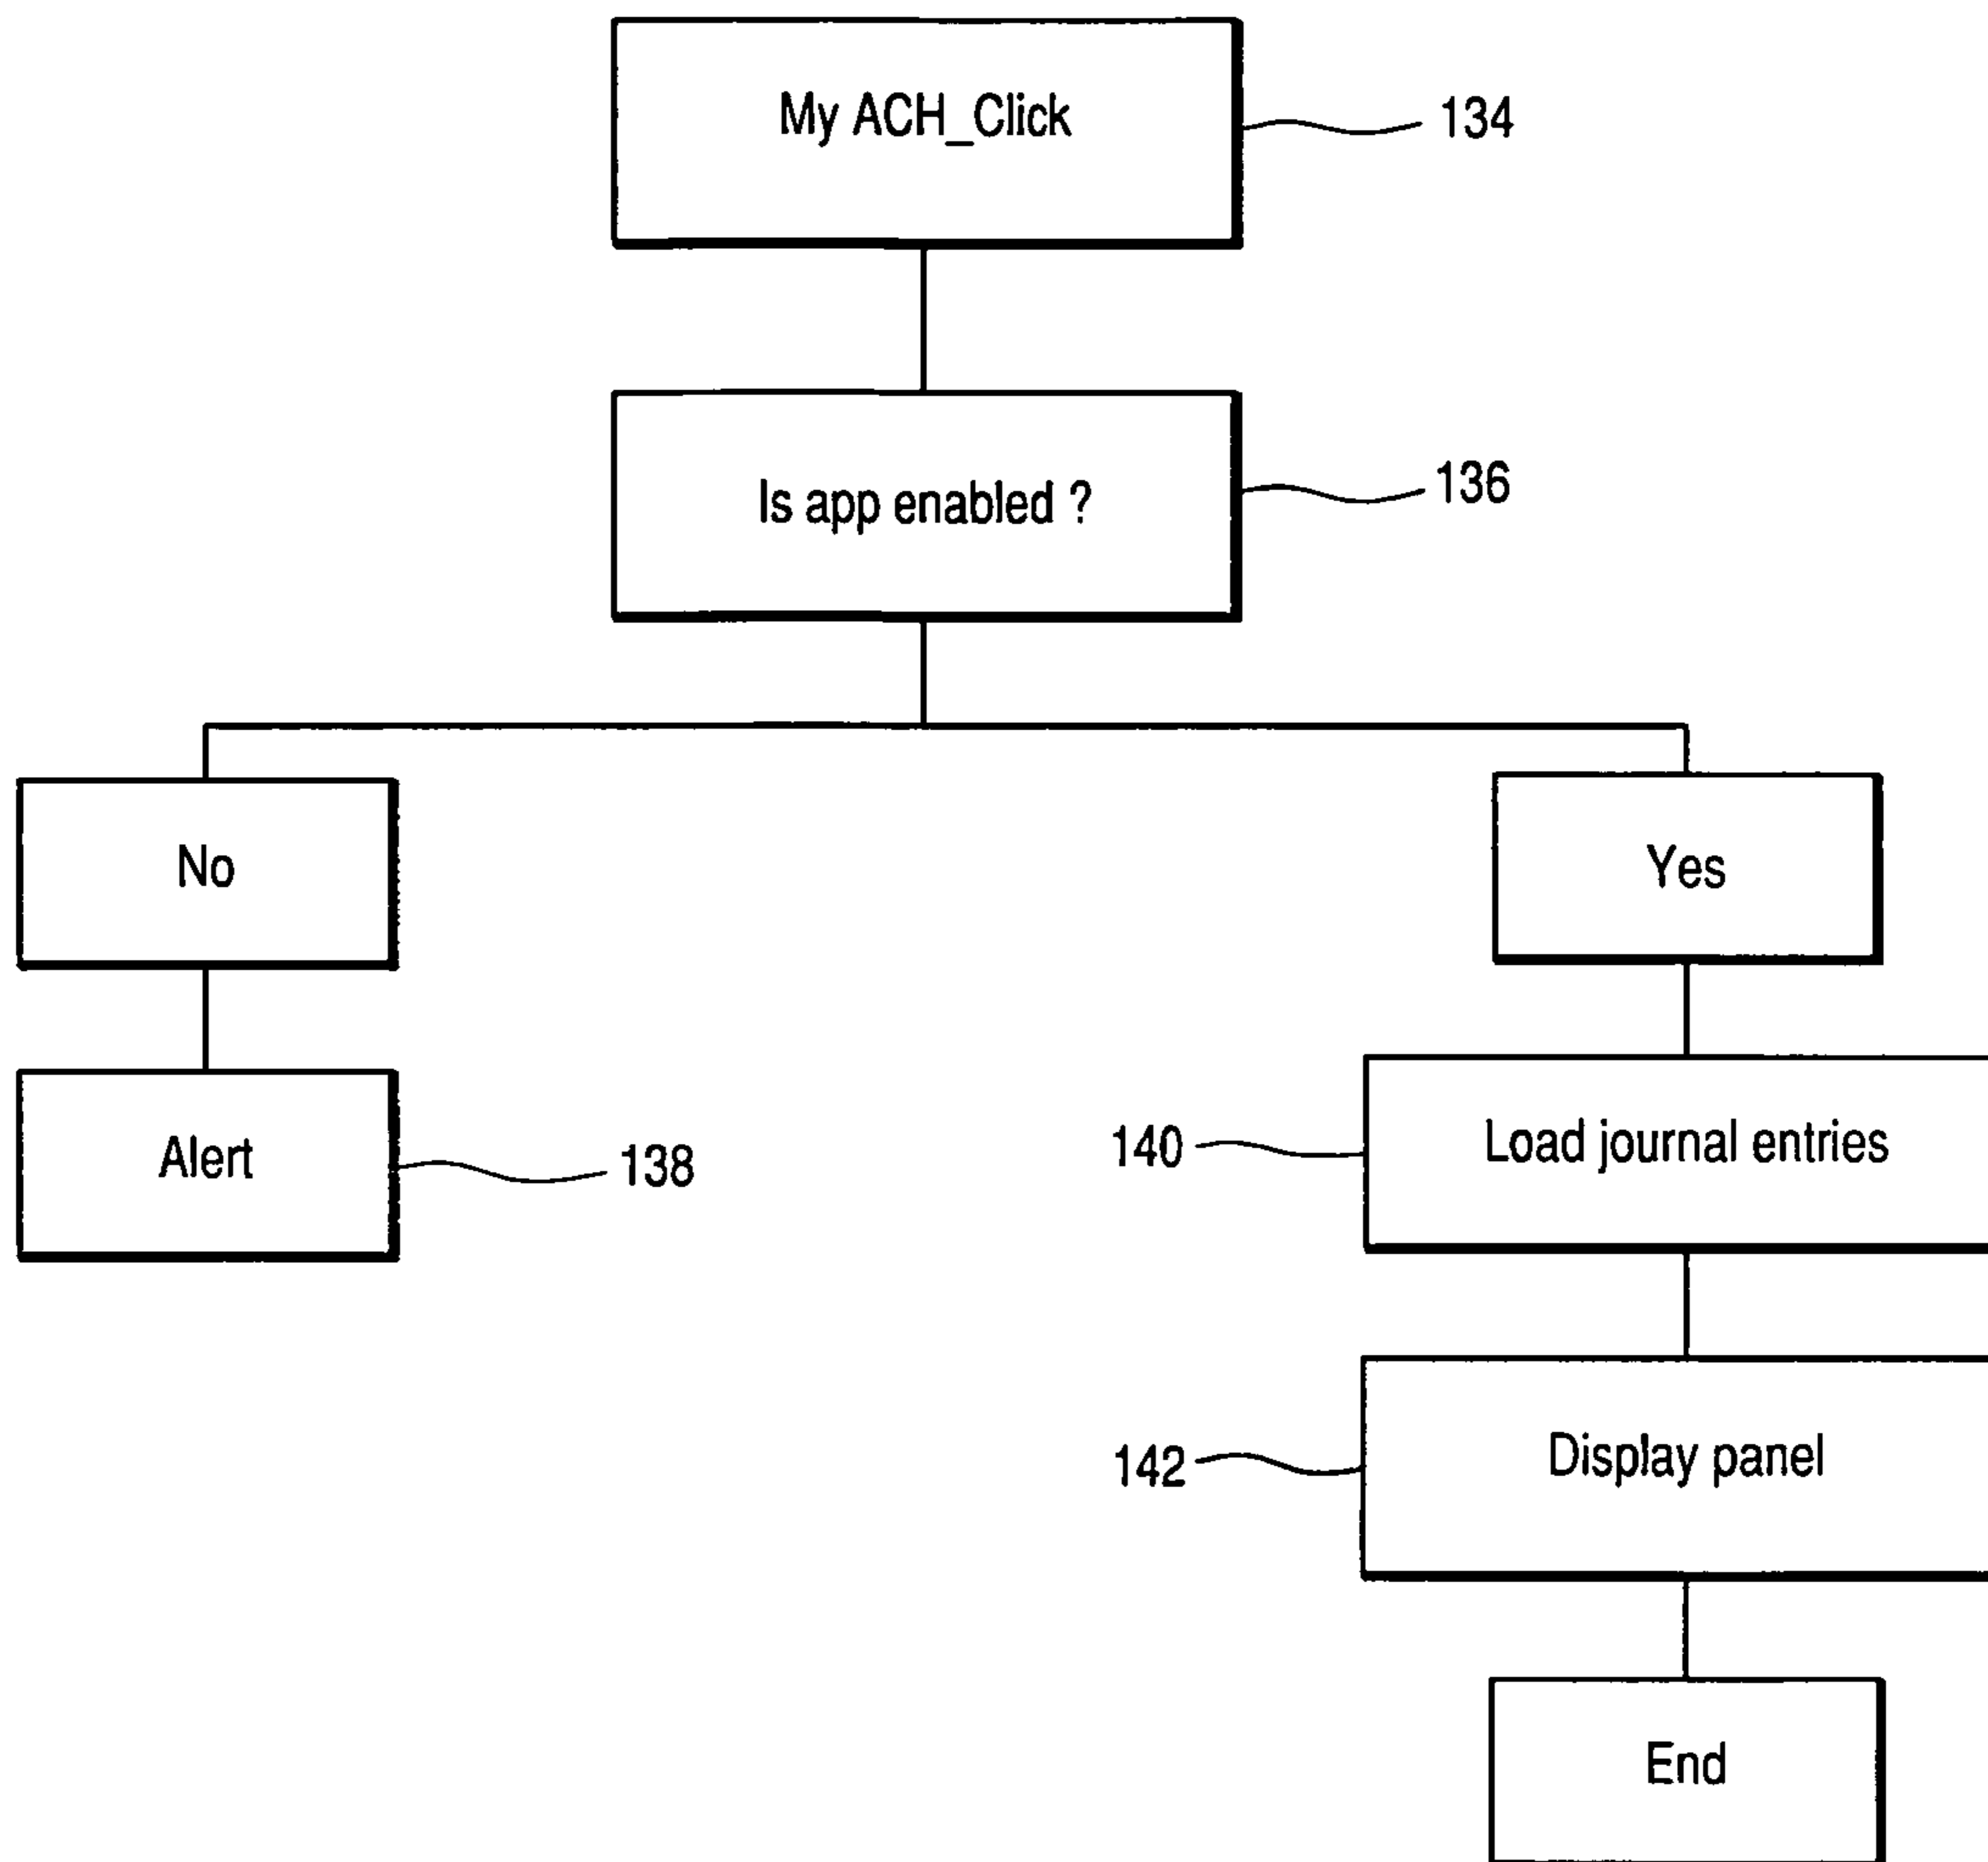 My ACH_Click
134
Is app enabled ?
136
No
Yes
Alert
138
140
Load journal entries
142
Display panel
End